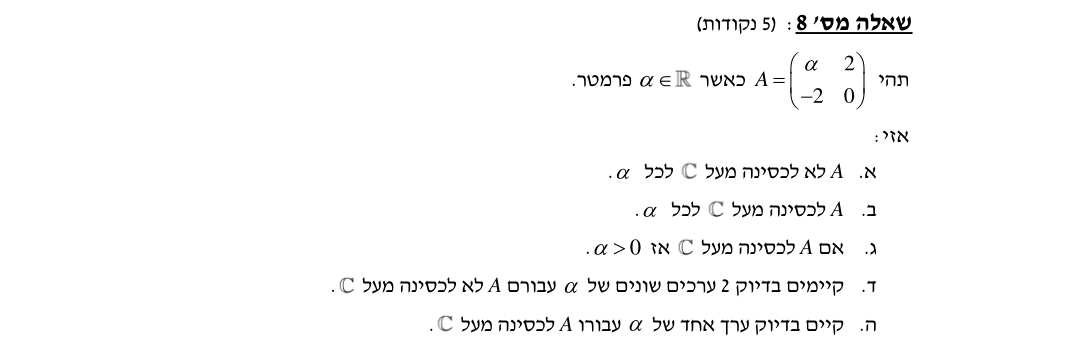 שאלה מס' 8 : (5 נקודות)
תהי A = \begin{pmatrix} α & 2 \\ -2 & 0 \end{pmatrix} כאשר α ∈ ℝ פרמטר.
אזי :
א. A לא לכסינה מעל ℂ לכל α .
ב. A לכסינה מעל ℂ לכל α .
ג. אם A לכסינה מעל ℂ אז α > 0 .
ד. קיימים בדיוק 2 ערכים שונים של α עבורם A לא לכסינה מעל ℂ .
ה. קיים בדיוק ערך אחד של α עבורו A לכסינה מעל ℂ .